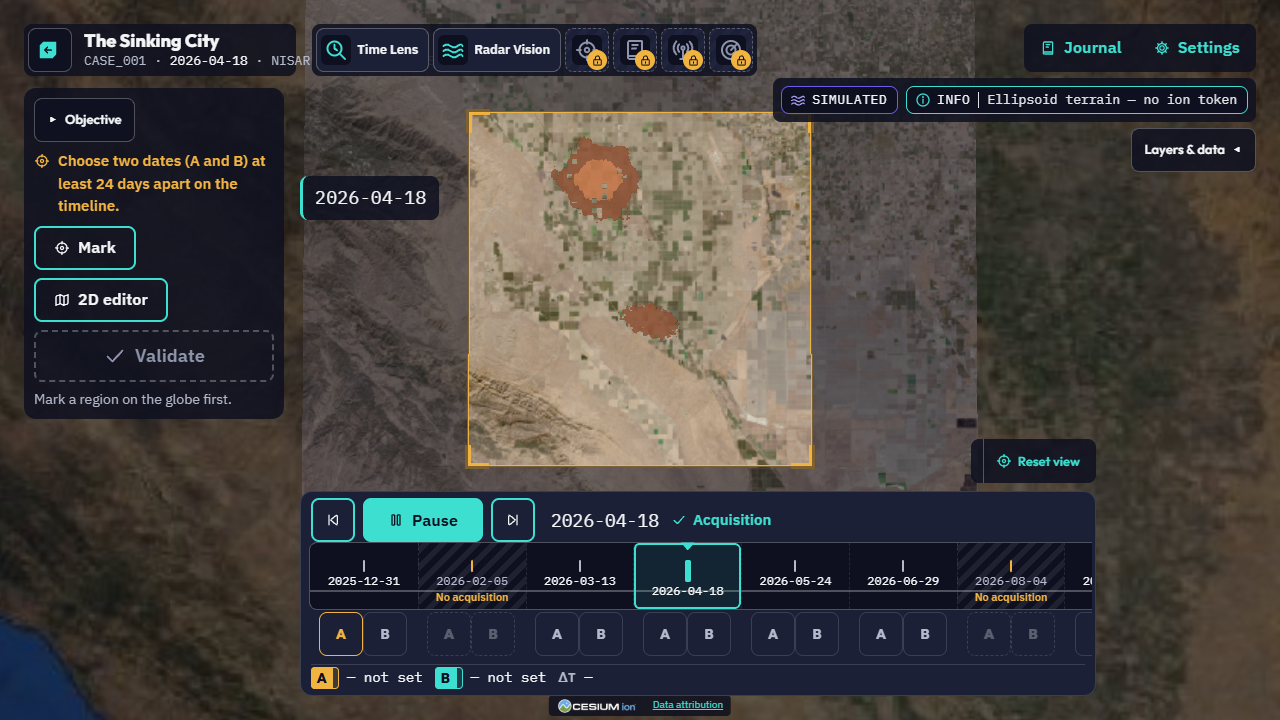 The Sinking City
CASE_001 · 2026-04-18 · NISAR
Time Lens
Radar Vision
Journal
Settings
SIMULATED
INFO | Ellipsoid terrain — no ion token
Layers & data
Objective
Choose two dates (A and B) at
least 24 days apart on the
timeline.
Mark
2D editor
Validate
Mark a region on the globe first.
2026-04-18
Reset view
Pause
2026-04-18
Acquisition
2025-12-31
2026-02-05
No acquisition
2026-03-13
2026-04-18
2026-05-24
2026-06-29
2026-08-04
No acquisition
A B A B A B A B A B A B A B
A — not set B — not set ΔT —
CESIUM ion
Data attribution